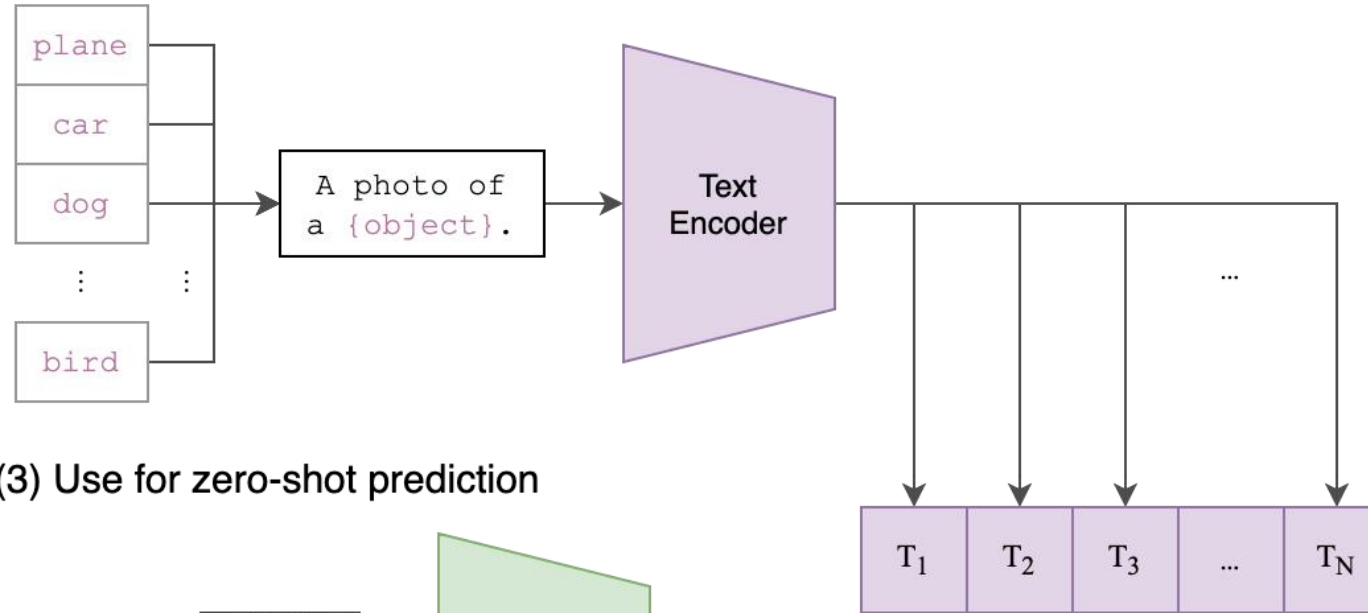 plane
car
dog
⋮ ⋮
bird
A photo of
a {object}.
Text
Encoder
...
(3) Use for zero-shot prediction
T1 T2 T3 ... TN